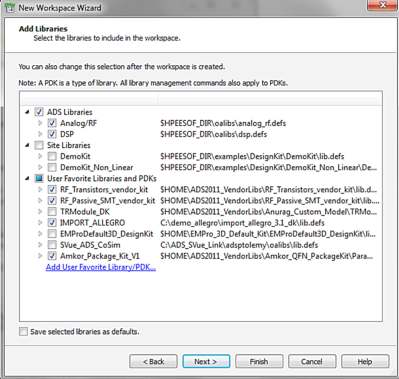 New Workspace Wizard
Add Libraries
Select the libraries to include in the workspace.
You can also change this selection after the workspace is created.
Note: A PDK is a type of library. All library management commands also apply to PDKs.
ADS Libraries
Analog/RF $HPEESOF_DIR\oalibs\analog_rf.defs
DSP $HPEESOF_DIR\oalibs\dsp.defs
Site Libraries
DemoKit $HPEESOF_DIR\examples\DesignKit\DemoKit\lib.defs
DemoKit_Non_Linear $HPEESOF_DIR\examples\DesignKit\DemoKit_Non_Linear\De...
User Favorite Libraries and PDKs
RF_Transistors_vendor_kit $HOME\ADS2011_VendorLibs\RF_Transistors_vendor_kit\lib.d...
RF_Passive_SMT_vendor_kit $HOME\ADS2011_VendorLibs\RF_Passive_SMT_vendor_kit\lib...
TRModule_DK $HOME\ADS2011_VendorLibs\Anurag_Custom_Model\TRMo...
IMPORT_ALLEGRO C:\demo_allegro\import_allegro_3.1_dk\lib.defs
EMProDefault3D_DesignKit $HOME\EMPro_3D_Default_Kit\EMProDefault3D_DesignKit\li...
SVue_ADS_CoSim C:\ADS_SVue_Link\adsptolemy\oalibs\lib.defs
Amkor_Package_Kit_V1 $HOME\ADS2011_VendorLibs\Amkor_QFN_PackageKit\Para...
Add User Favorite Library/PDK...
Save selected libraries as defaults.
< Back Next > Finish Cancel Help